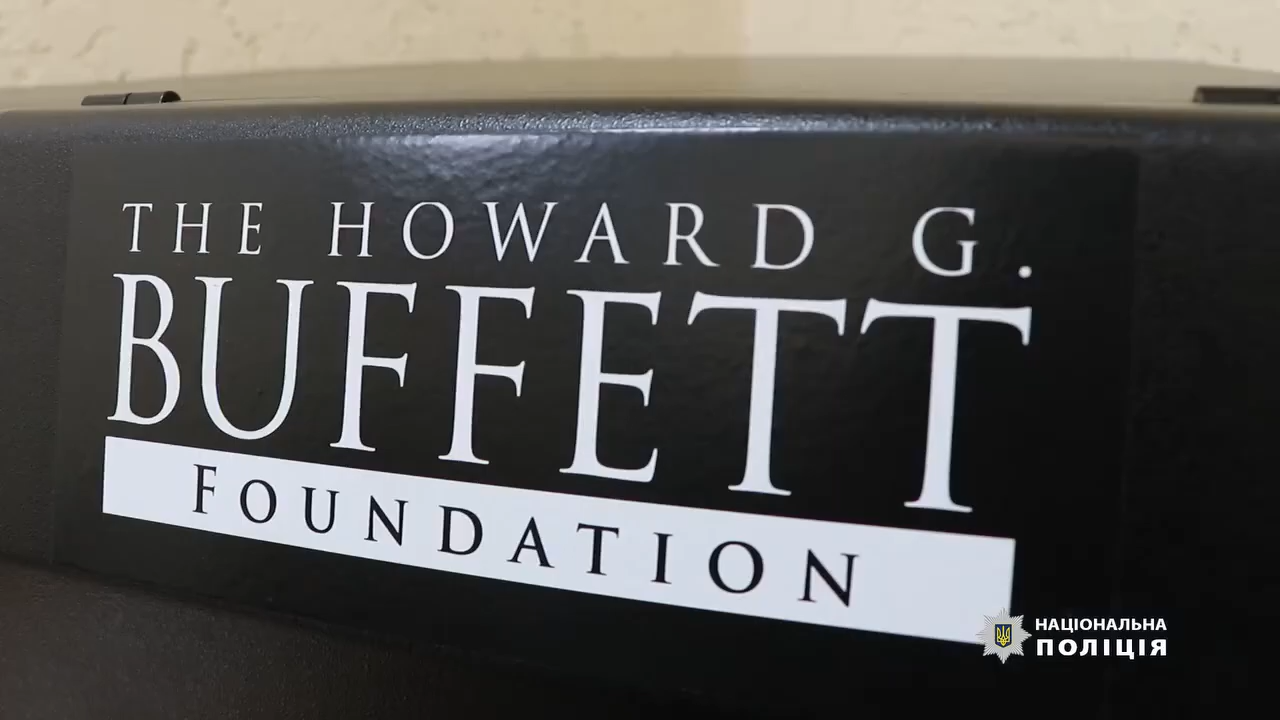 THE HOWARD G.
BUFFETT
FOUNDATION
НАЦІОНАЛЬНА
ПОЛІЦІЯ